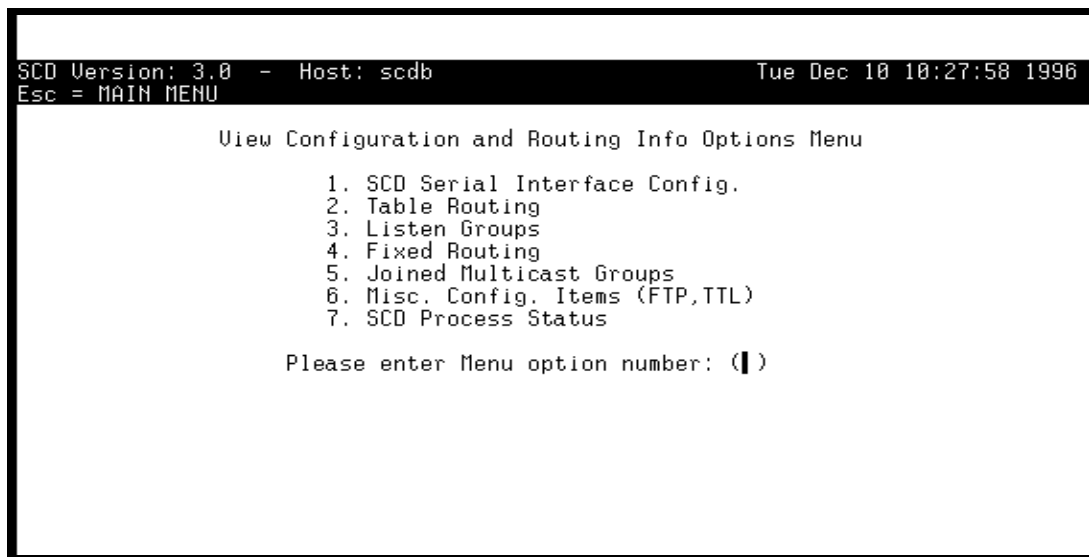 SCD Version: 3.0 - Host: scdb Tue Dec 10 10:27:58 1996
Esc = MAIN MENU
View Configuration and Routing Info Options Menu
1. SCD Serial Interface Config.
2. Table Routing
3. Listen Groups
4. Fixed Routing
5. Joined Multicast Groups
6. Misc. Config. Items (FTP,TTL)
7. SCD Process Status
Please enter Menu option number: ( )